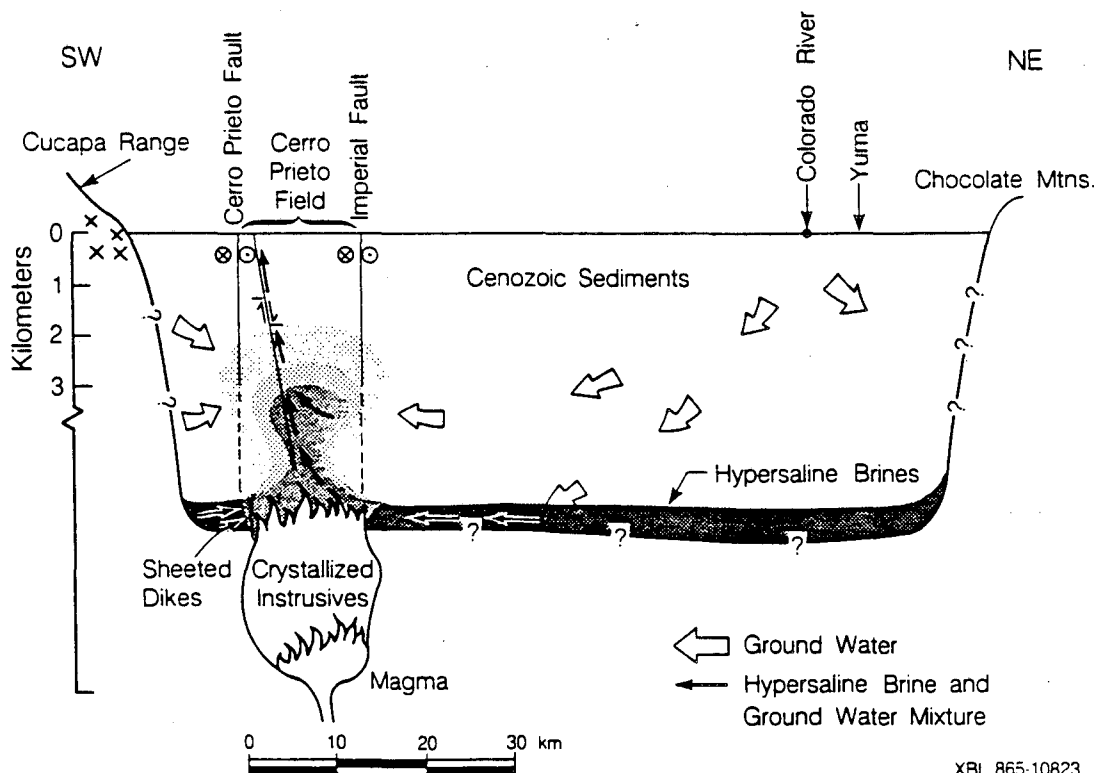 SW
NE
Cucapa Range
Cerro Prieto Fault
Cerro
Prieto
Field
Imperial Fault
Colorado River
Yuma
Chocolate Mtns.
Kilometers
0
1
2
3
Cenozoic Sediments
?
?
?
?
?
Hypersaline Brines
?
?
?
Sheeted
Dikes
Crystallized
Instrusives
Magma
Ground Water
Hypersaline Brine and
Ground Water Mixture
0 10 20 30 km
XBL 865-10823